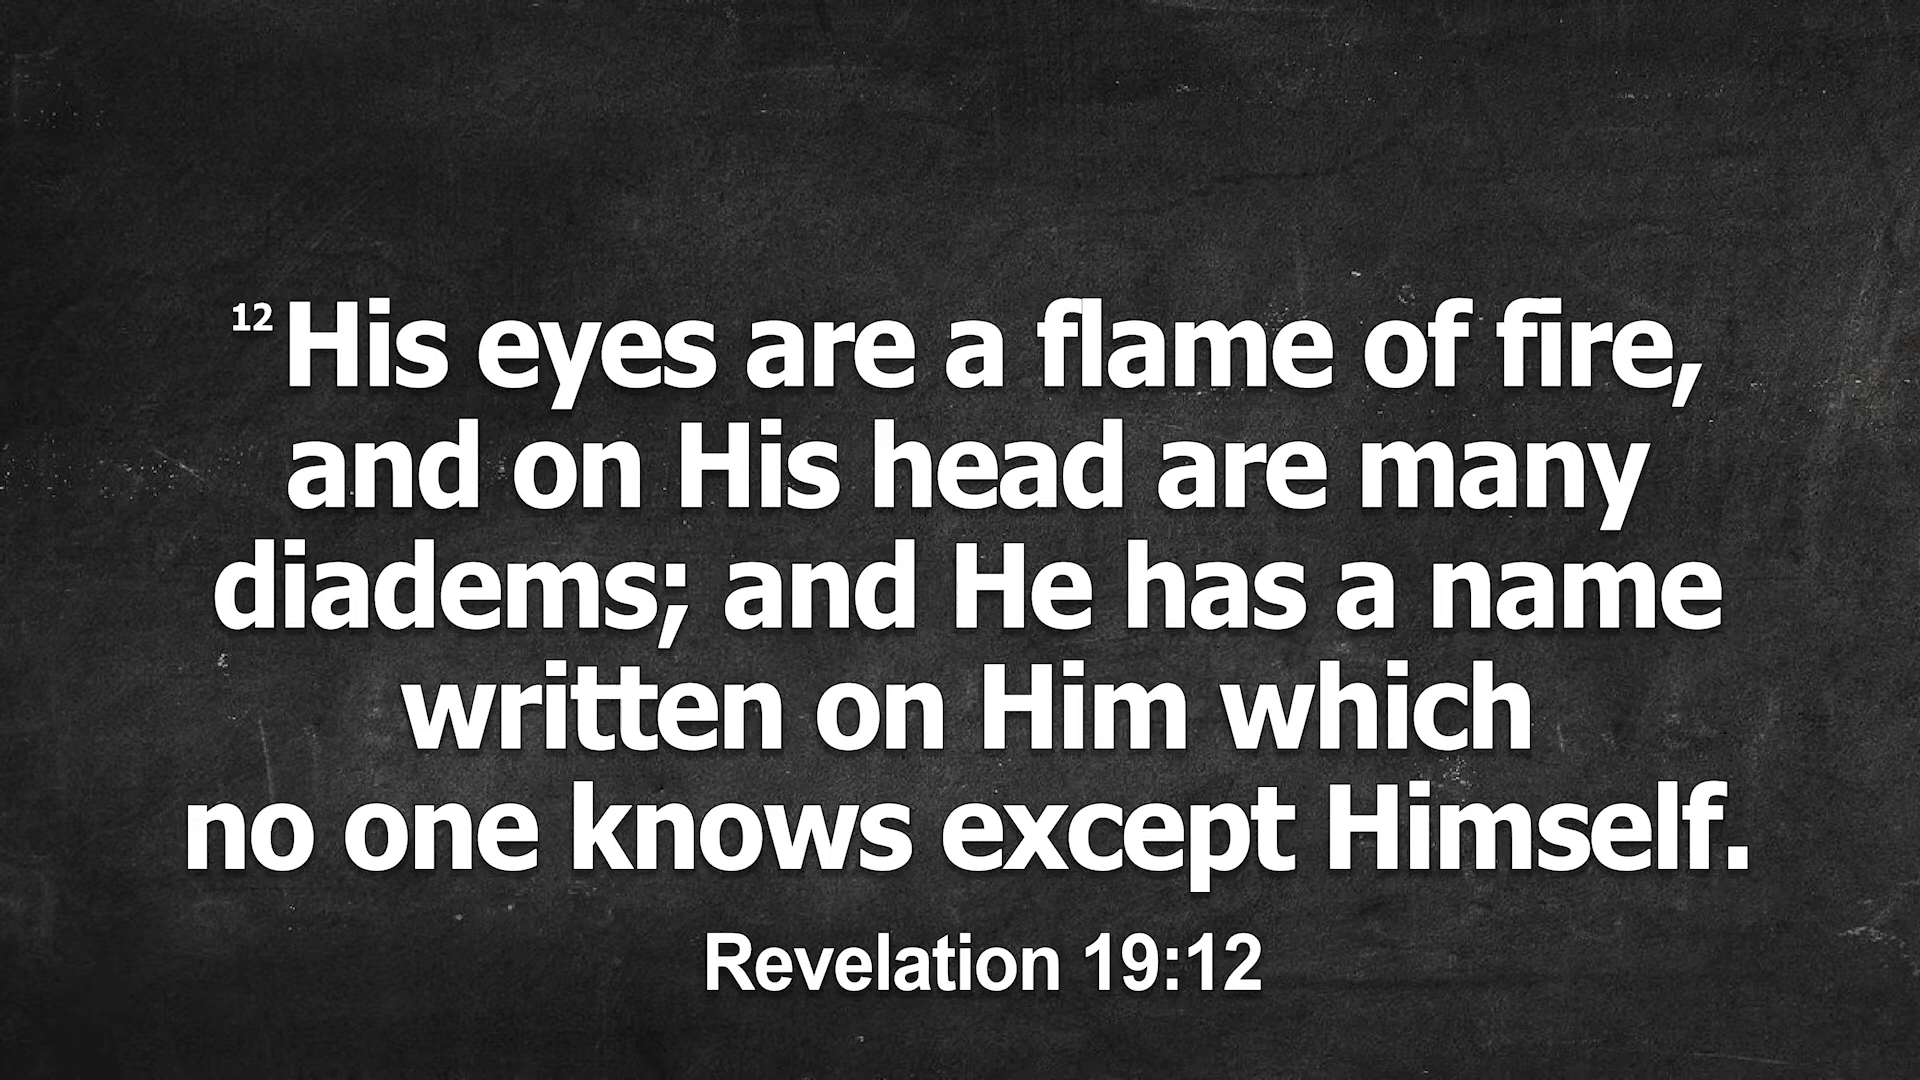 12 His eyes are a flame of fire,
and on His head are many
diadems; and He has a name
written on Him which
no one knows except Himself.
Revelation 19:12